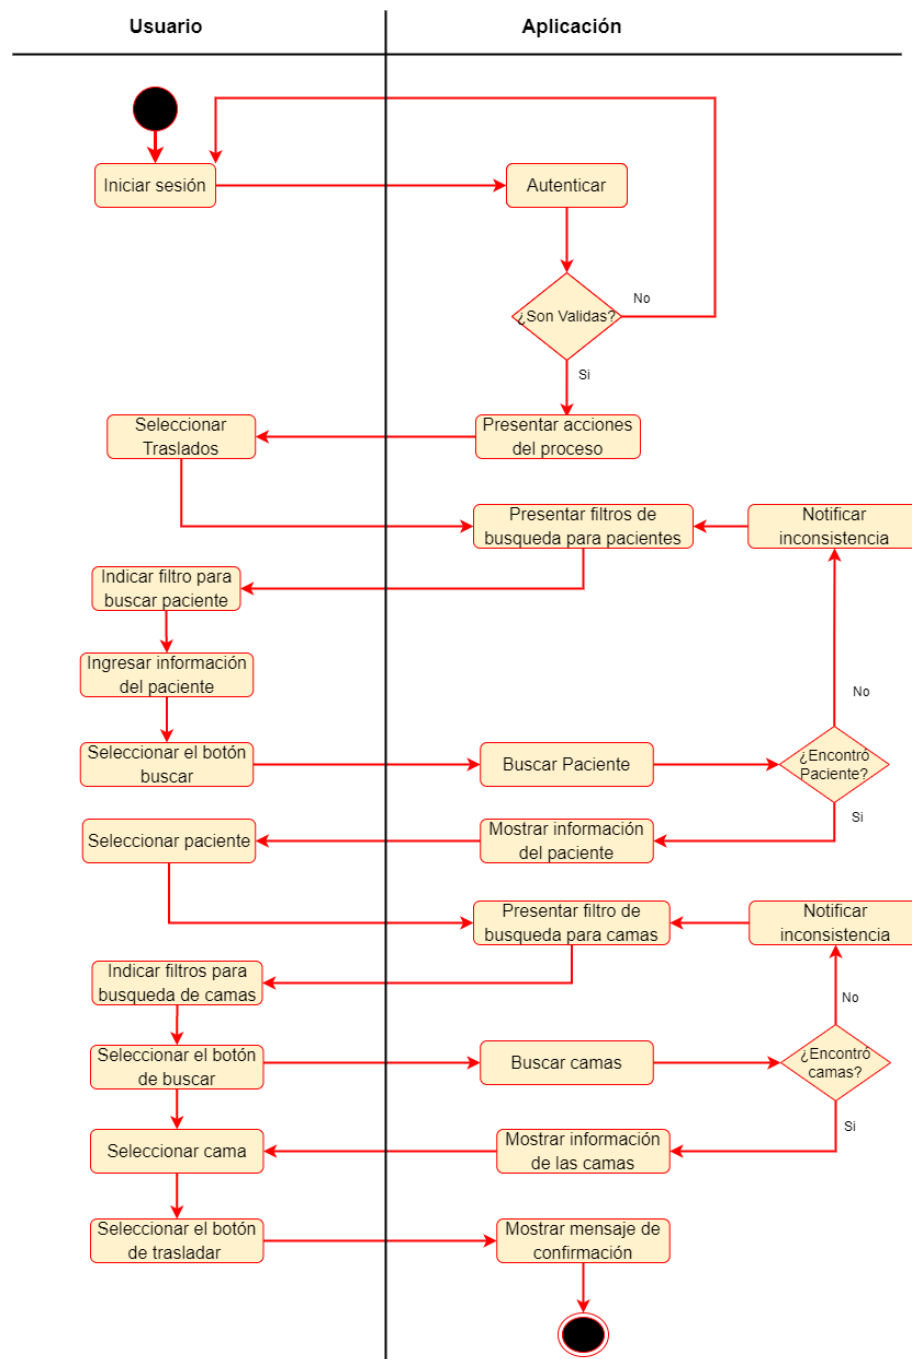 Usuario
Aplicación
Iniciar sesión
Autenticar
¿Son Validas?
No
Si
Presentar acciones
del proceso
Seleccionar
Traslados
Presentar filtros de
busqueda para pacientes
Notificar
inconsistencia
Indicar filtro para
buscar paciente
Ingresar información
del paciente
No
Seleccionar el botón
buscar
Buscar Paciente
¿Encontró
Paciente?
Si
Mostrar información
del paciente
Seleccionar paciente
Presentar filtro de
busqueda para camas
Notificar
inconsistencia
Indicar filtros para
busqueda de camas
No
Seleccionar el botón
de buscar
Buscar camas
¿Encontró
camas?
Si
Mostrar información
de las camas
Seleccionar cama
Seleccionar el botón
de trasladar
Mostrar mensaje de
confirmación